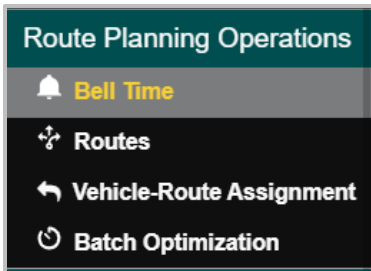 Route Planning Operations
Bell Time
Routes
Vehicle-Route Assignment
Batch Optimization